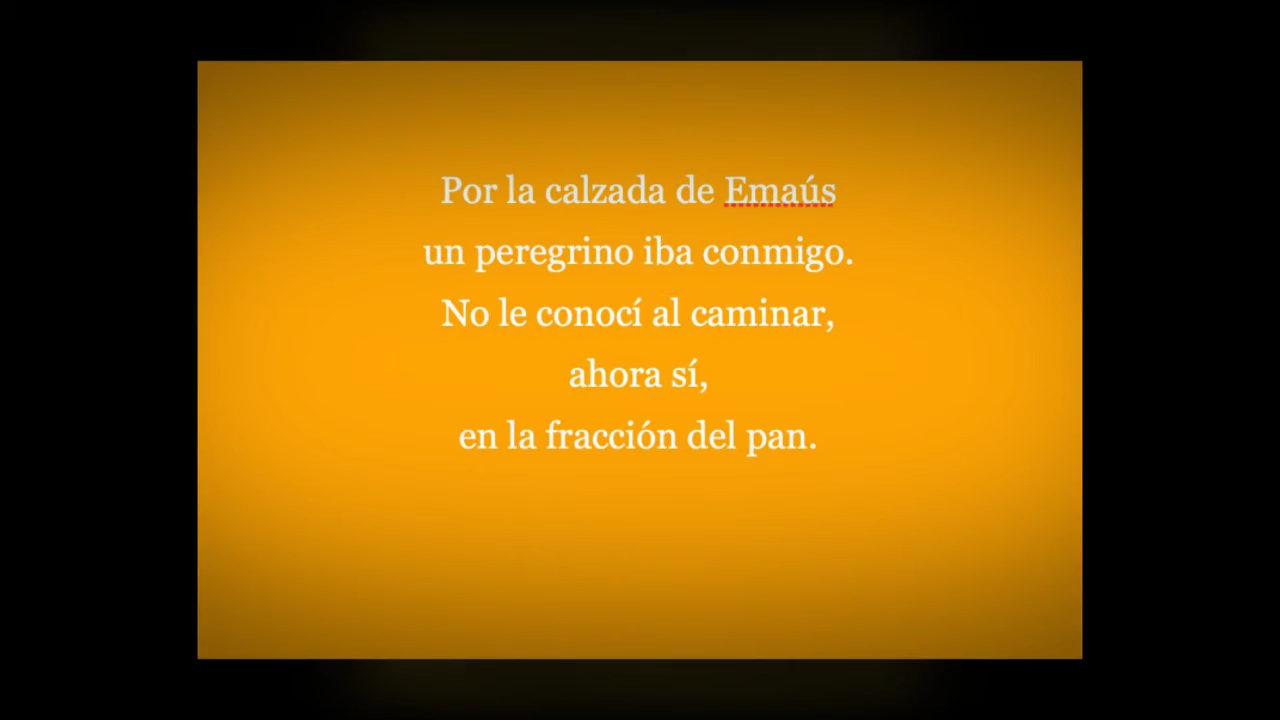 Por la calzada de Emaús
un peregrino iba conmigo.
No le conocí al caminar,
ahora sí,
en la fracción del pan.